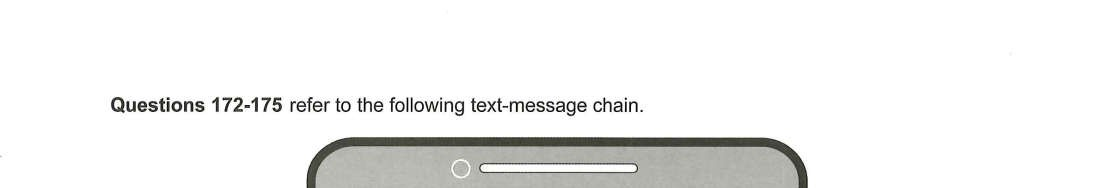 Questions 172-175 refer to the following text-message chain.